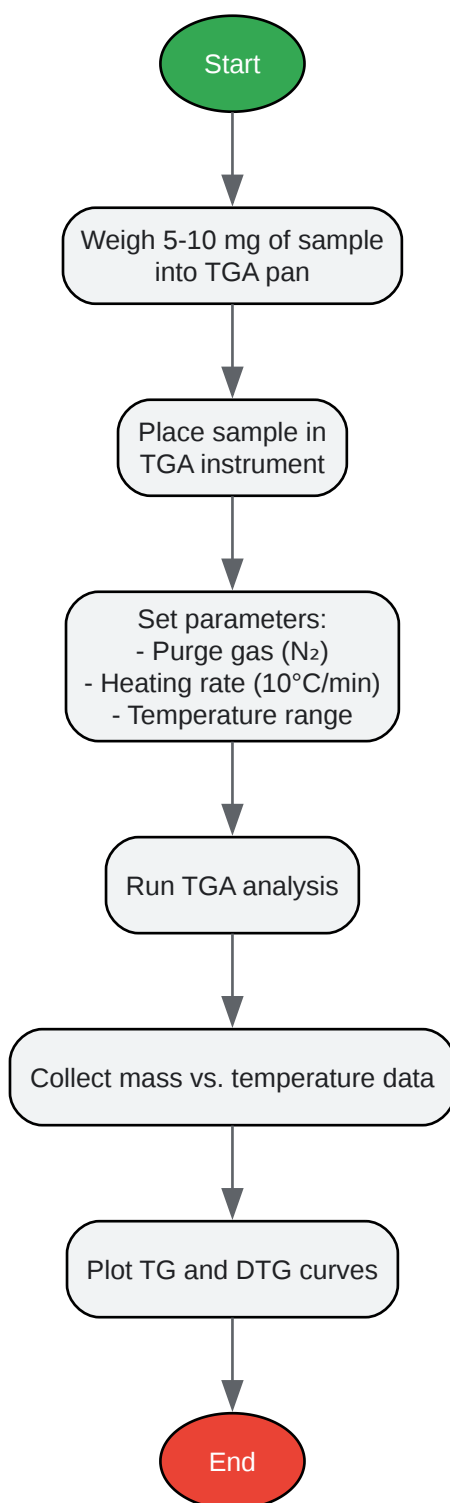 Start
Weigh 5-10 mg of sample
into TGA pan
Place sample in
TGA instrument
Set parameters:
- Purge gas (N₂)
- Heating rate (10°C/min)
- Temperature range
Run TGA analysis
Collect mass vs. temperature data
Plot TG and DTG curves
End